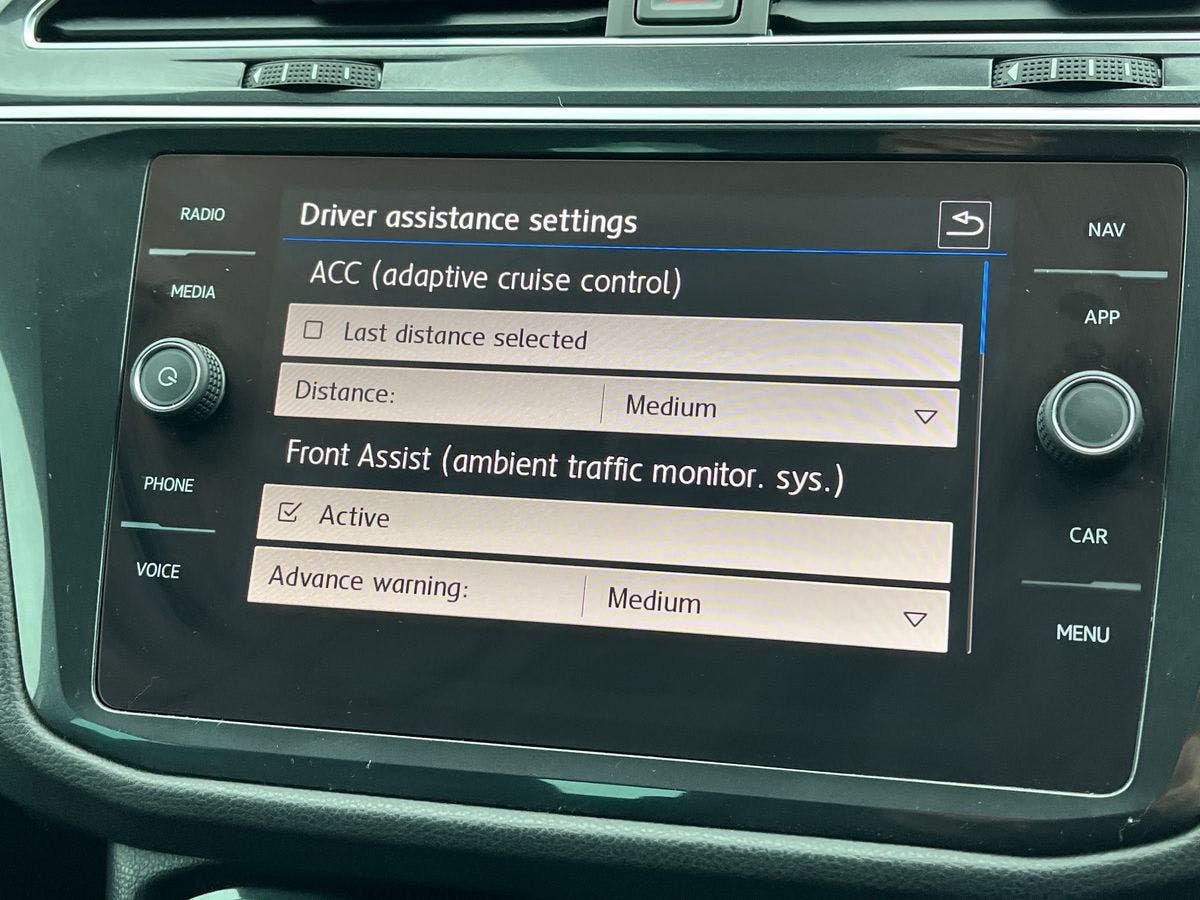 RADIO
MEDIA
PHONE
VOICE
Driver assistance settings
ACC (adaptive cruise control)
Last distance selected
Distance: Medium
Front Assist (ambient traffic monitor. sys.)
Active
Advance warning: Medium
NAV
APP
CAR
MENU